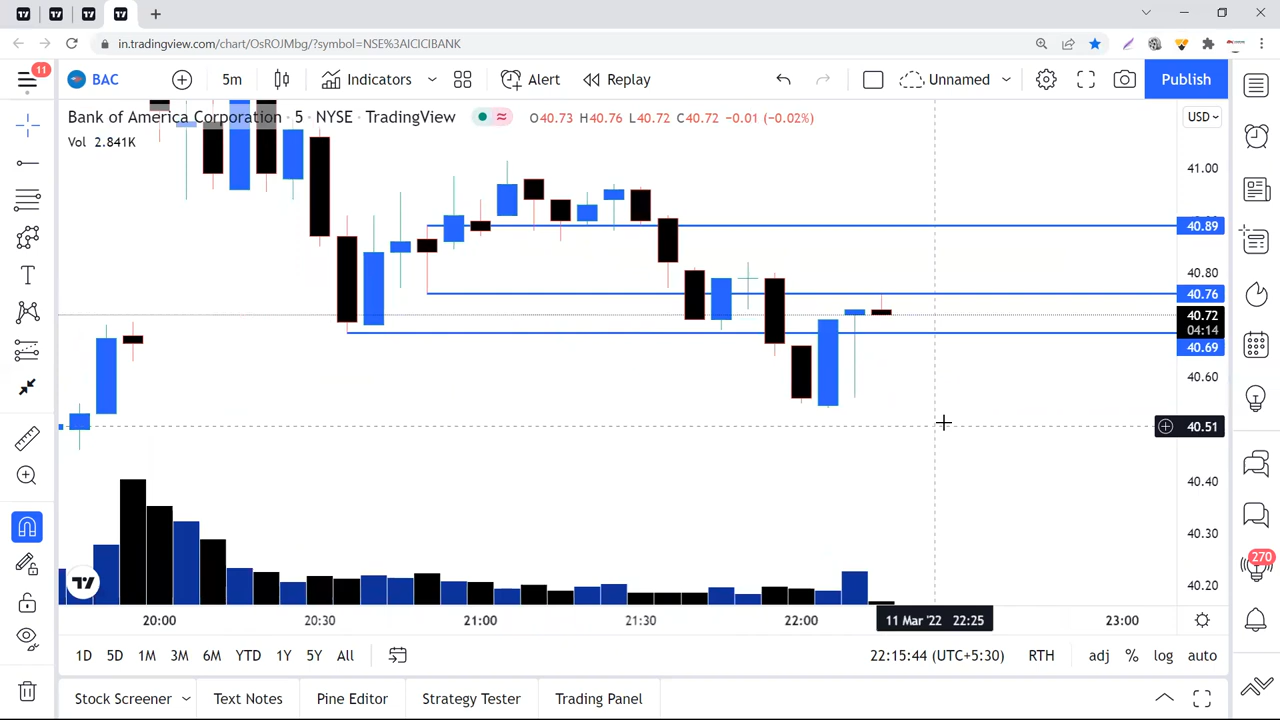 in.tradingview.com/chart/OsROJMbg/?symbol=NSE%3AICICIBANK
11
BAC
5m
Indicators
Alert
Replay
Unnamed
Publish
Bank of America Corporation · 5 · NYSE · TradingView
O40.73 H40.76 L40.72 C40.72 −0.01 (−0.02%)
USD
Vol 2.841K
41.00
40.89
40.80
40.76
40.72
04:14
40.69
40.60
40.51
40.40
40.30
40.20
270
20:00
20:30
21:00
21:30
22:00
11 Mar '22 22:25
23:00
1D
5D
1M
3M
6M
YTD
1Y
5Y
All
22:15:44 (UTC+5:30)
RTH
adj
%
log
auto
Stock Screener
Text Notes
Pine Editor
Strategy Tester
Trading Panel